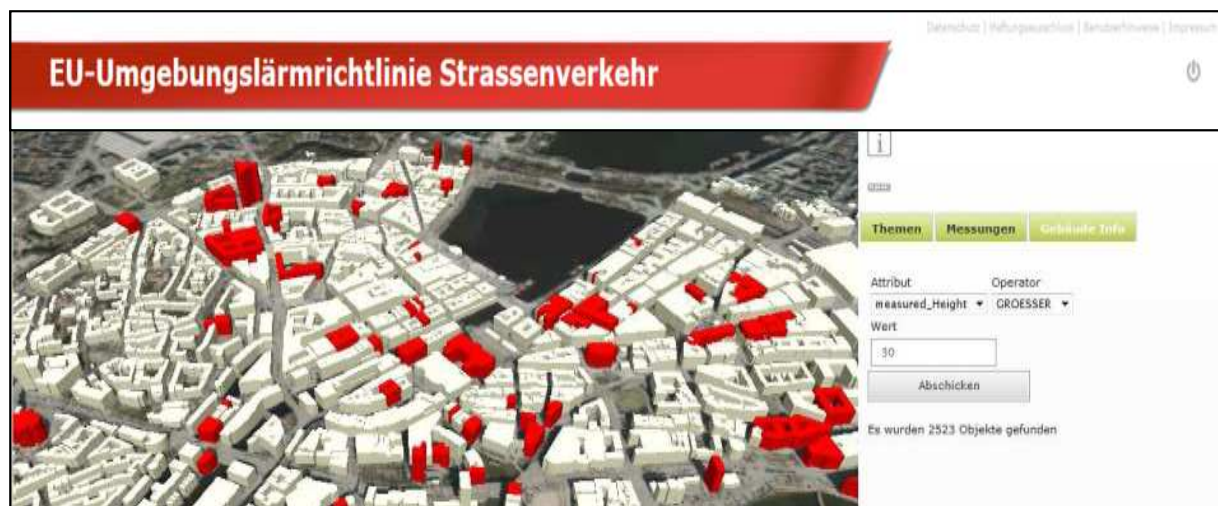 Datenschutz | Haftungsausschluss | Benutzerhinweise | Impressum
EU-Umgebungslärmrichtlinie Strassenverkehr
i
Themen Messungen Gebäude Info
Attribut Operator
measured_Height GROESSER
Wert
30
Abschicken
Es wurden 2523 Objekte gefunden